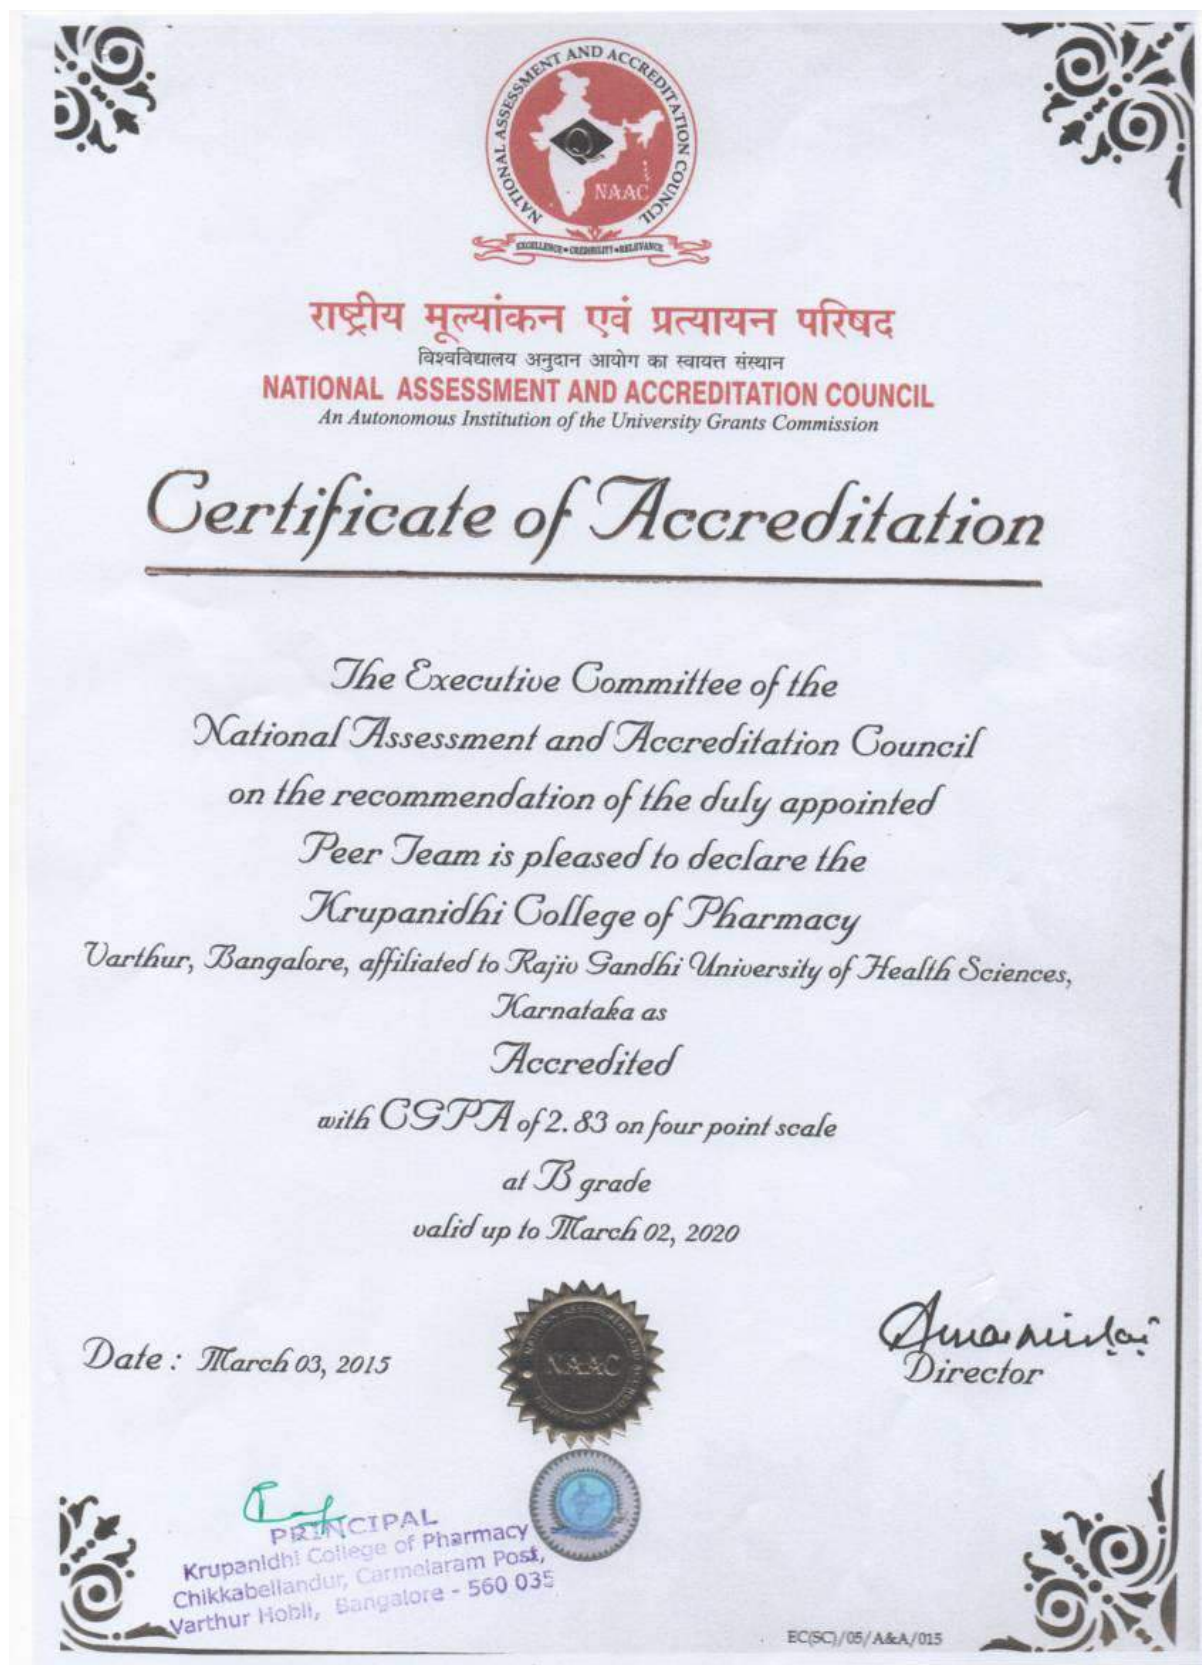 NATIONAL ASSESSMENT AND ACCREDITATION COUNCIL
Q
NAAC
EXCELLENCE • CREDIBILITY • RELEVANCE
राष्ट्रीय मूल्यांकन एवं प्रत्यायन परिषद
विश्वविद्यालय अनुदान आयोग का स्वायत्त संस्थान
NATIONAL ASSESSMENT AND ACCREDITATION COUNCIL
An Autonomous Institution of the University Grants Commission
Certificate of Accreditation
The Executive Committee of the
National Assessment and Accreditation Council
on the recommendation of the duly appointed
Peer Team is pleased to declare the
Krupanidhi College of Pharmacy
Varthur, Bangalore, affiliated to Rajiv Gandhi University of Health Sciences,
Karnataka as
Accredited
with CGPA of 2.83 on four point scale
at B grade
valid up to March 02, 2020
Date : March 03, 2015
NAAC
Director
PRINCIPAL
Krupanidhi College of Pharmacy
Chikkabellandur, Carmelaram Post,
Varthur Hobli, Bangalore - 560 035
EC(SC)/05/A&A/015